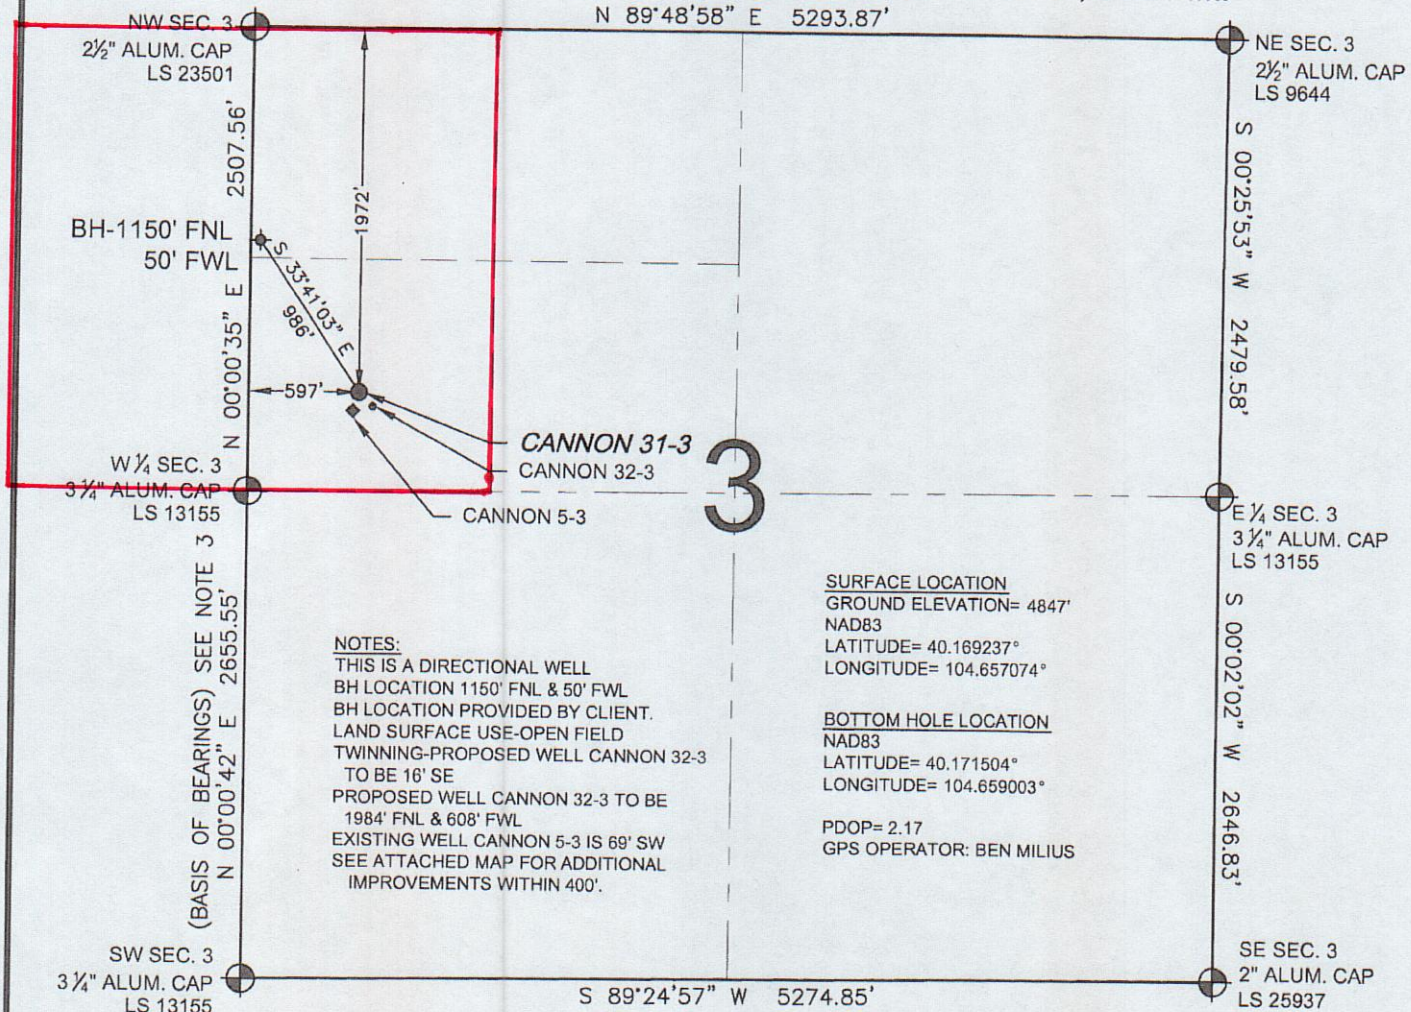 N 89°48'58" E 5293.87'
NW SEC. 3
2½" ALUM. CAP
LS 23501
NE SEC. 3
2½" ALUM. CAP
LS 9644
N 00°00'35" E 2507.56'
1972'
S 00°25'53" W 2479.58'
BH-1150' FNL
50' FWL
S 33°41'03" E
986'
597'
CANNON 31-3
CANNON 32-3
CANNON 5-3
3
W ¼ SEC. 3
3 ¼" ALUM. CAP
LS 13155
E ¼ SEC. 3
3 ¼" ALUM. CAP
LS 13155
(BASIS OF BEARINGS) SEE NOTE 3
N 00°00'42" E 2655.55'
NOTES:
THIS IS A DIRECTIONAL WELL
BH LOCATION 1150' FNL & 50' FWL
BH LOCATION PROVIDED BY CLIENT.
LAND SURFACE USE-OPEN FIELD
TWINNING-PROPOSED WELL CANNON 32-3
TO BE 16' SE
PROPOSED WELL CANNON 32-3 TO BE
1984' FNL & 608' FWL
EXISTING WELL CANNON 5-3 IS 69' SW
SEE ATTACHED MAP FOR ADDITIONAL
IMPROVEMENTS WITHIN 400'.
SURFACE LOCATION
GROUND ELEVATION= 4847'
NAD83
LATITUDE= 40.169237°
LONGITUDE= 104.657074°
BOTTOM HOLE LOCATION
NAD83
LATITUDE= 40.171504°
LONGITUDE= 104.659003°
PDOP= 2.17
GPS OPERATOR: BEN MILIUS
S 00°02'02" W 2646.83'
SW SEC. 3
3 ¼" ALUM. CAP
LS 13155
S 89°24'57" W 5274.85'
SE SEC. 3
2" ALUM. CAP
LS 25937